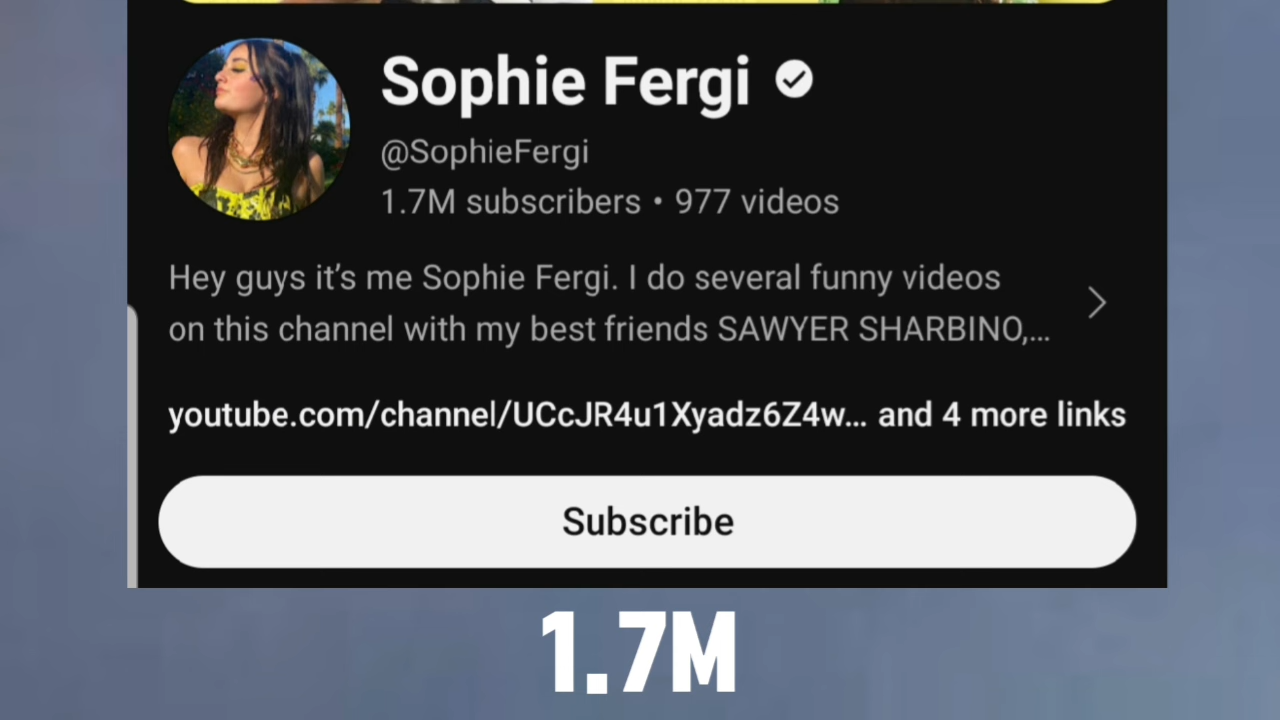 Sophie Fergi
@SophieFergi
1.7M subscribers • 977 videos
Hey guys it’s me Sophie Fergi. I do several funny videos
on this channel with my best friends SAWYER SHARBINO,...
youtube.com/channel/UCcJR4u1Xyadz6Z4w... and 4 more links
Subscribe
1.7M